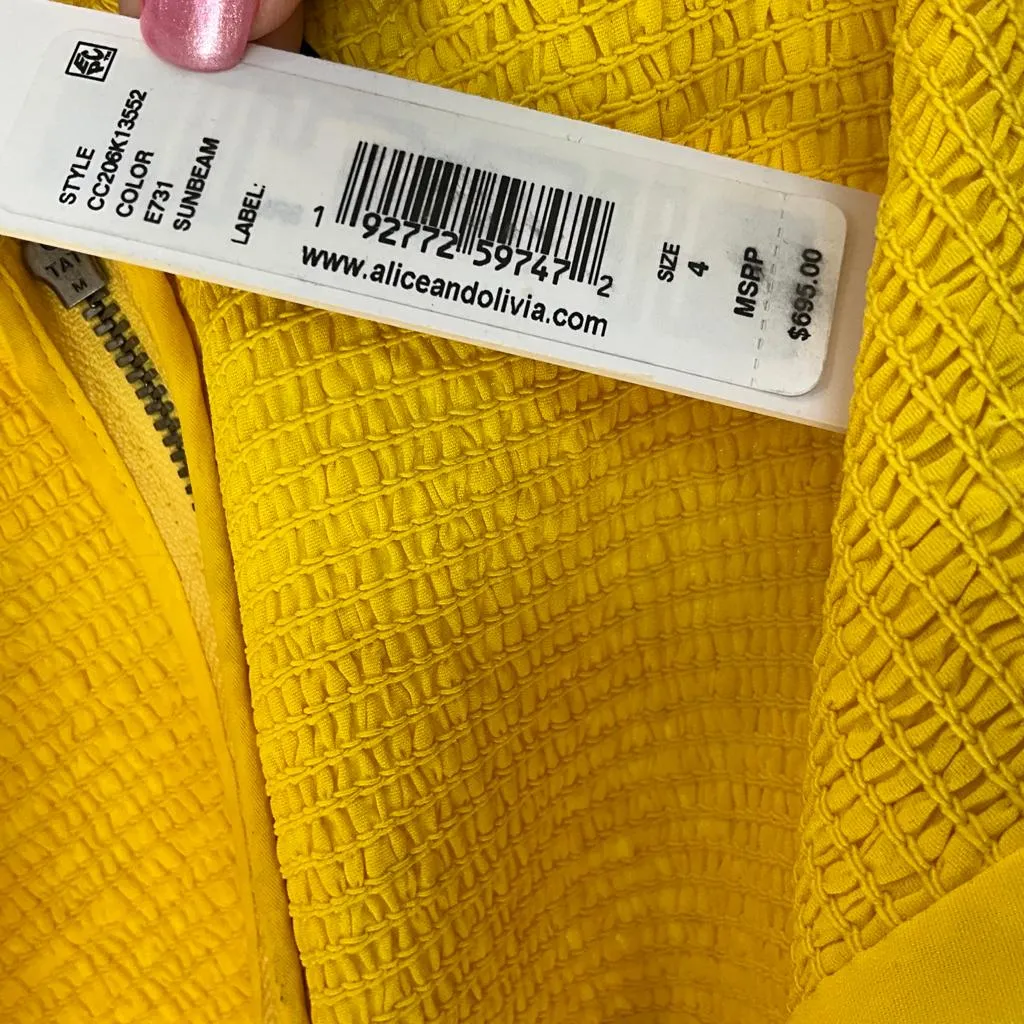 STYLE
CC206K13552
COLOR
E731
SUNBEAM
LABEL:
1 92772 59747 2
www.aliceandolivia.com
SIZE
4
MSRP
$695.00